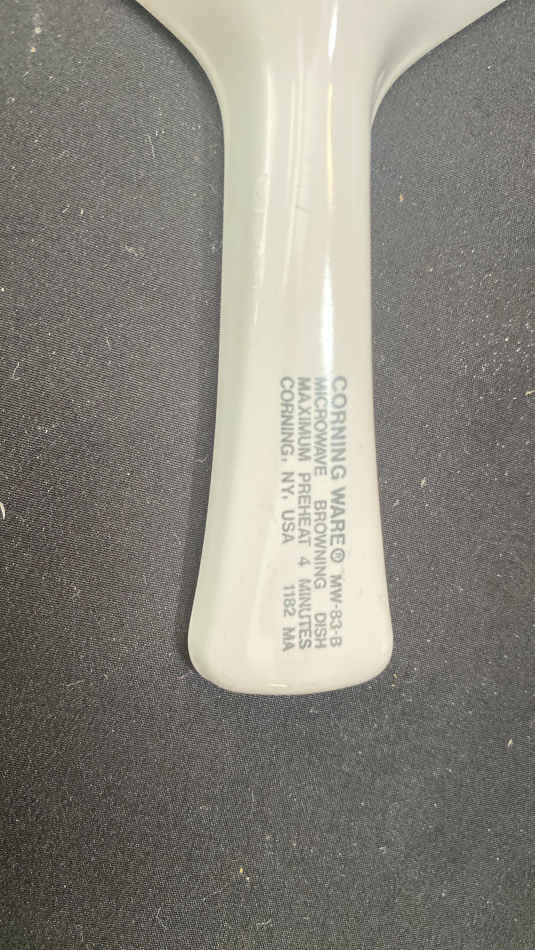 CORNING WARE® MW-83-B
MICROWAVE BROWNING DISH
MAXIMUM PREHEAT 4 MINUTES
CORNING, NY, USA 1182 MA